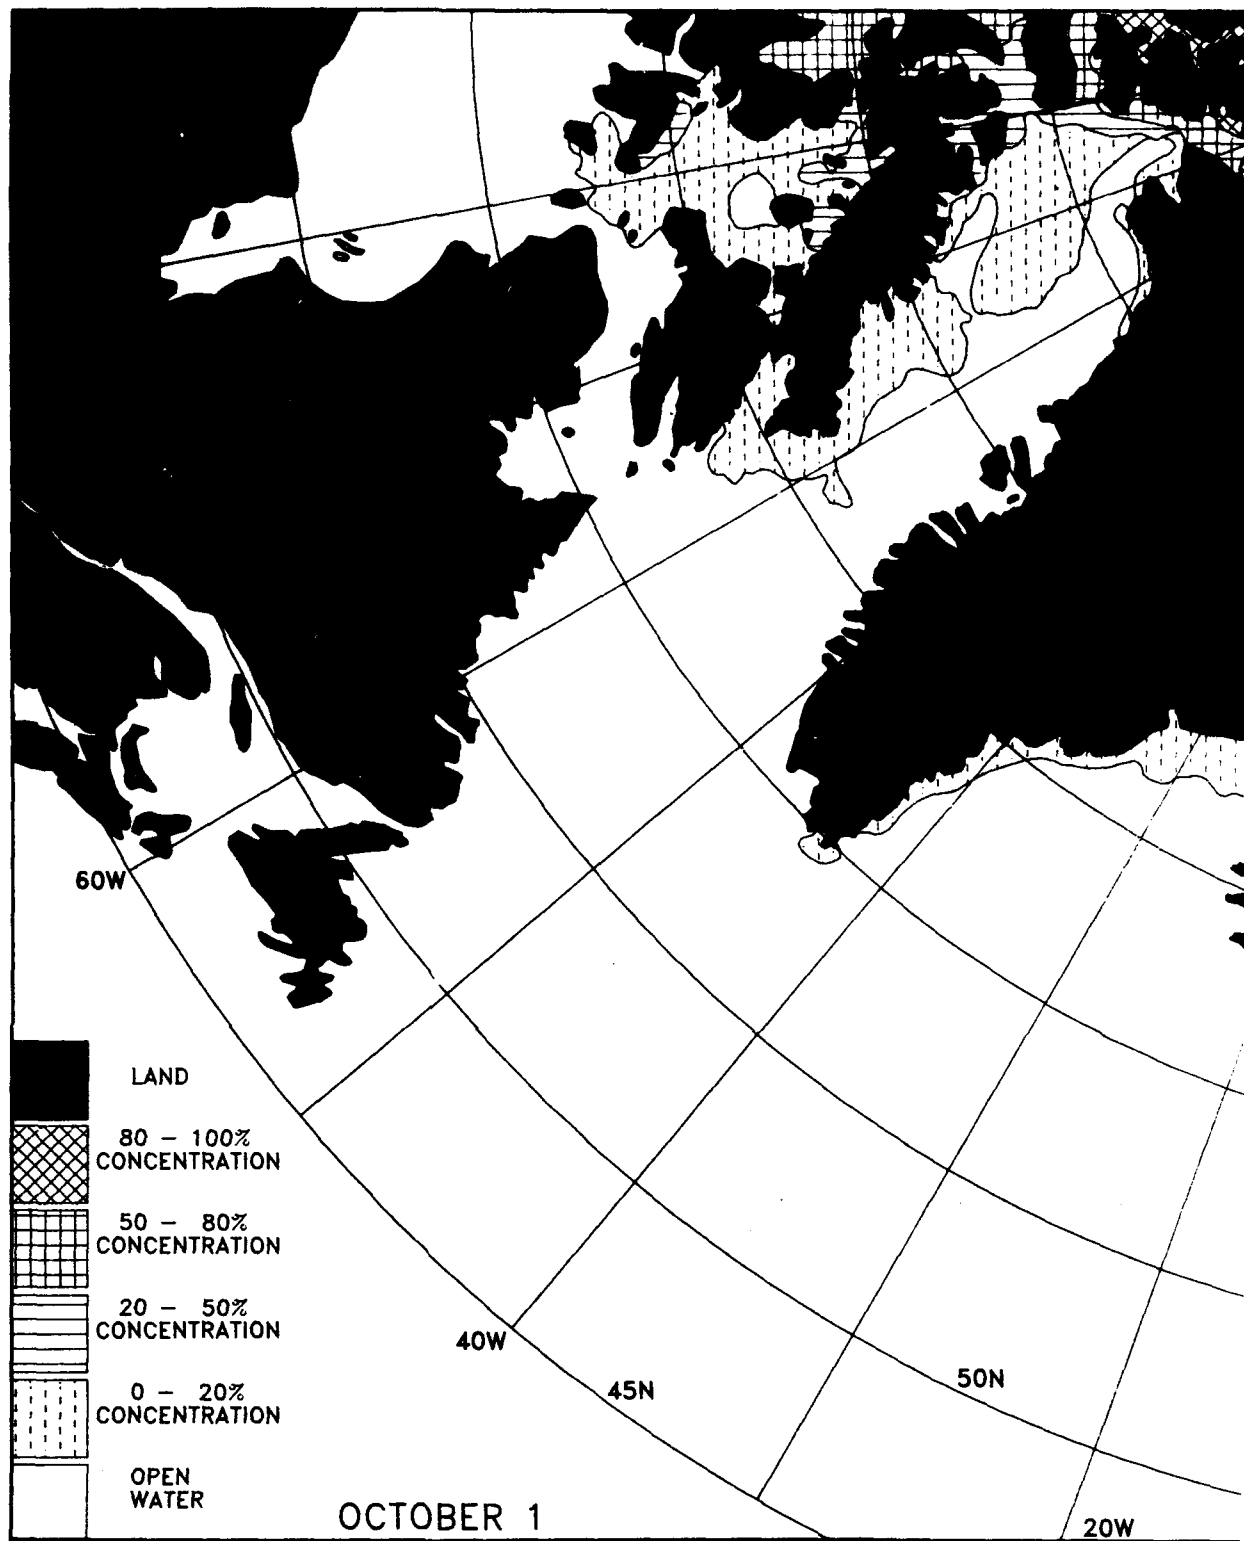 60W
LAND
80 - 100%
CONCENTRATION
50 - 80%
CONCENTRATION
20 - 50%
CONCENTRATION
0 - 20%
CONCENTRATION
OPEN
WATER
40W
45N
50N
OCTOBER 1
20W